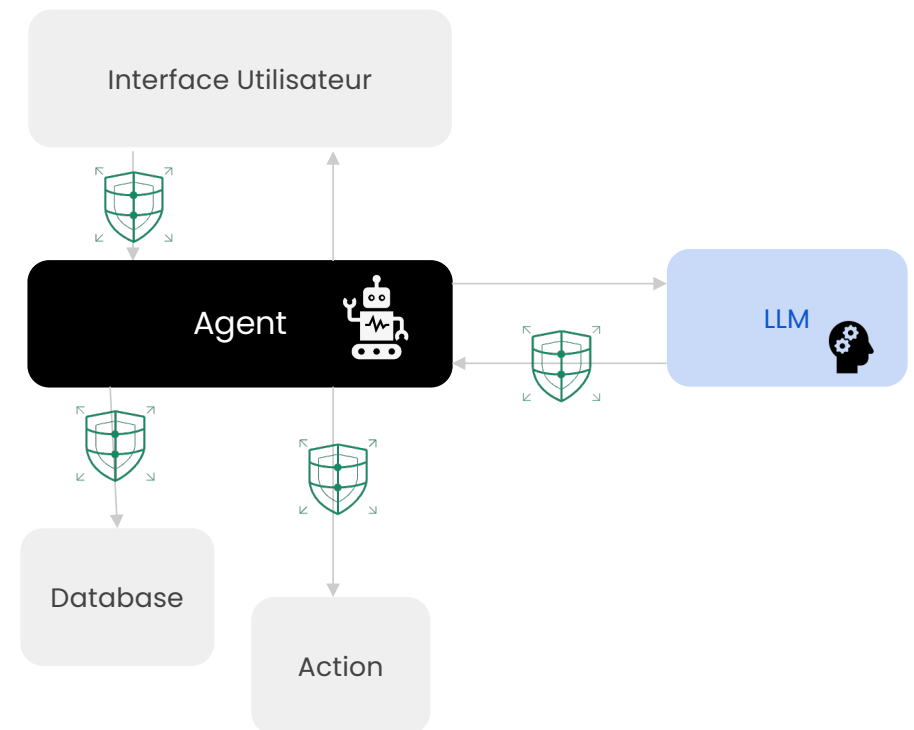 Interface Utilisateur
Agent
LLM
Database
Action